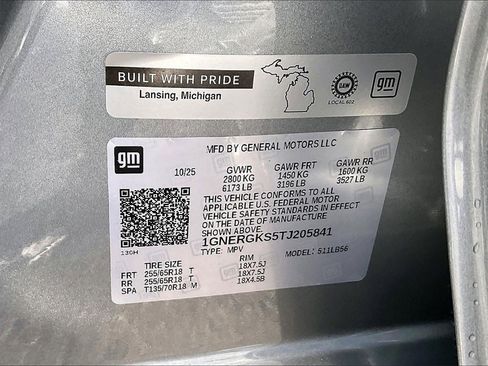 BUILT WITH PRIDE
Lansing, Michigan
UAW
LOCAL 602
gm
gm
MFD BY GENERAL MOTORS LLC
10/25 GVWR GAWR FRT GAWR RR
2800 KG 1450 KG 1600 KG
6173 LB 3196 LB 3527 LB
THIS VEHICLE CONFORMS TO ALL
APPLICABLE U.S. FEDERAL MOTOR
VEHICLE SAFETY STANDARDS IN EFFECT
ON THE DATE OF MANUFACTURE SHOWN ABOVE.
1GNERGKS5TJ205841
130H TYPE: MPV MODEL: 511LB56
TIRE SIZE RIM
FRT 255/65R18 T 18X7.5J
RR 255/65R18 T 18X7.5J
SPA T135/70R18 M 18X4.5B